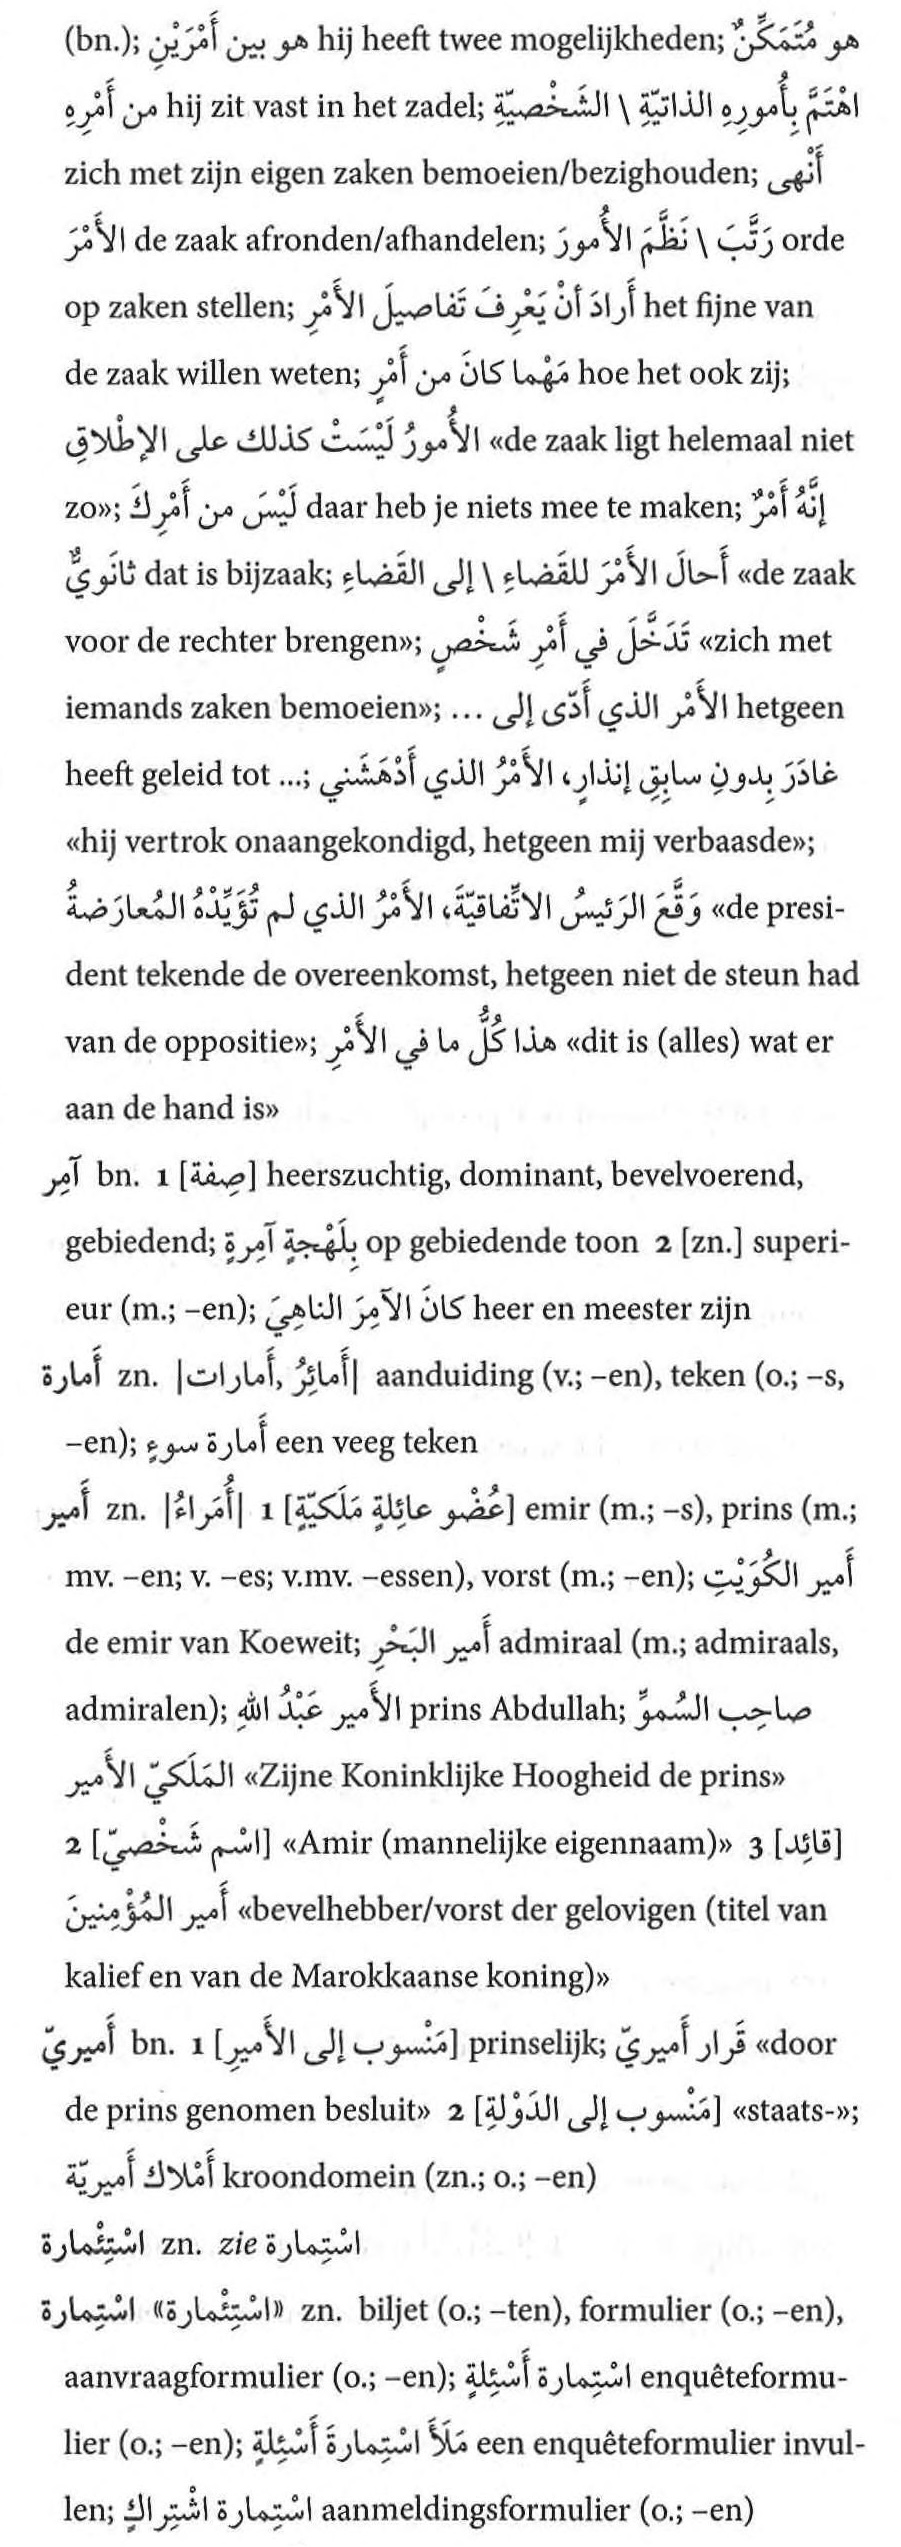 (bn.); هو بين أَمْرَيْنِ hij heeft twee mogelijkheden; هو مُتَمَكِّنٌ
من أَمْرِهِ hij zit vast in het zadel; اهْتَمَّ بِأُمورِهِ الذاتيّةِ \ الشَخْصيّةِ
zich met zijn eigen zaken bemoeien/bezighouden; أَنْهى
الأَمْرَ de zaak afronden/afhandelen; رَتَّبَ \ نَظَّمَ الأُمورَ orde
op zaken stellen; أَرادَ أنْ يَعْرِفَ تَفاصيلَ الأَمْرِ het fijne van
de zaak willen weten; مَهْما كانَ من أَمْرٍ hoe het ook zij;
الأُمورُ لَيْسَتْ كذلك على الإطْلاقِ «de zaak ligt helemaal niet
zo»; لَيْسَ من أَمْرِكَ daar heb je niets mee te maken; إنَّهُ أَمْرٌ
ثانَويٌّ dat is bijzaak; أَحالَ الأَمْرَ للقَضاءِ \ إلى القَضاءِ «de zaak
voor de rechter brengen»; تَدَخَّلَ في أَمْرِ شَخْصٍ «zich met
iemands zaken bemoeien»; الأَمْر الذي أَدّى إلى ... hetgeen
heeft geleid tot ...; غادَرَ بِدونِ سابِقِ إنذارٍ، الأَمْرُ الذي أَدْهَشَني
«hij vertrok onaangekondigd, hetgeen mij verbaasde»;
وَقَّعَ الرَئيسُ الاتِّفاقيّةَ، الأَمْرُ الذي لم تُؤَيِّدْهُ المُعارَضةُ «de presi-
dent tekende de overeenkomst, hetgeen niet de steun had
van de oppositie»; هذا كُلُّ ما في الأَمْرِ «dit is (alles) wat er
aan de hand is»
آمِر bn. 1 [صِفة] heerszuchtig, dominant, bevelvoerend,
gebiedend; بِلَهْجةٍ آمِرةٍ op gebiedende toon 2 [zn.] superi-
eur (m.; –en); كانَ الآمِرَ الناهِيَ heer en meester zijn
أَمارة zn. |أَمارات, أَمائِرُ| aanduiding (v.; –en), teken (o.; –s,
–en); أَمارة سوءٍ een veeg teken
أَمير zn. |أُمَراءُ| 1 [عُضْو عائِلةٍ مَلَكيّةٍ] emir (m.; –s), prins (m.;
mv. –en; v. –es; v.mv. –essen), vorst (m.; –en); أَمير الكُوَيْتِ
de emir van Koeweit; أَمير البَحْرِ admiraal (m.; admiraals,
admiralen); الأَمير عَبْدُ اللهِ prins Abdullah; صاحِب السُموِّ
المَلَكيّ الأَمير «Zijne Koninklijke Hoogheid de prins»
2 [اسْم شَخْصيّ] «Amir (mannelijke eigennaam)» 3 [قائِد]
أَمير المُؤْمِنينَ «bevelhebber/vorst der gelovigen (titel van
kalief en van de Marokkaanse koning)»
أَميريّ bn. 1 [مَنْسوب إلى الأَميرِ] prinselijk; قَرار أَميريّ «door
de prins genomen besluit» 2 [مَنْسوب إلى الدَوْلةِ] «staats-»;
أَمْلاك أَميريّة kroondomein (zn.; o.; –en)
اسْتِئْمارة zn. zie اسْتِمارة
اسْتِمارة «اسْتِئْمارة» zn. biljet (o.; –ten), formulier (o.; –en),
aanvraagformulier (o.; –en); اسْتِمارة أَسْئِلةٍ enquêteformu-
lier (o.; –en); مَلَأَ اسْتِمارةَ أَسْئِلةٍ een enquêteformulier invul-
len; اسْتِمارة اشْتِراكٍ aanmeldingsformulier (o.; –en)